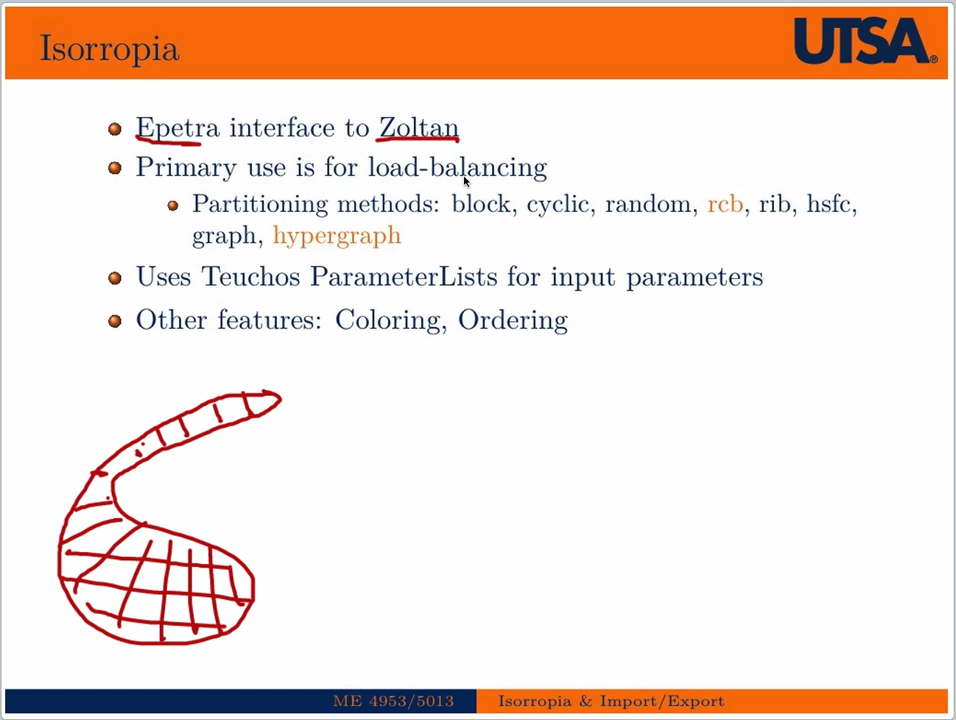 Isorropia
UTSA®
Epetra interface to Zoltan
Primary use is for load-balancing
Partitioning methods: block, cyclic, random, rcb, rib, hsfc,
graph, hypergraph
Uses Teuchos ParameterLists for input parameters
Other features: Coloring, Ordering
ME 4953/5013
Isorropia & Import/Export